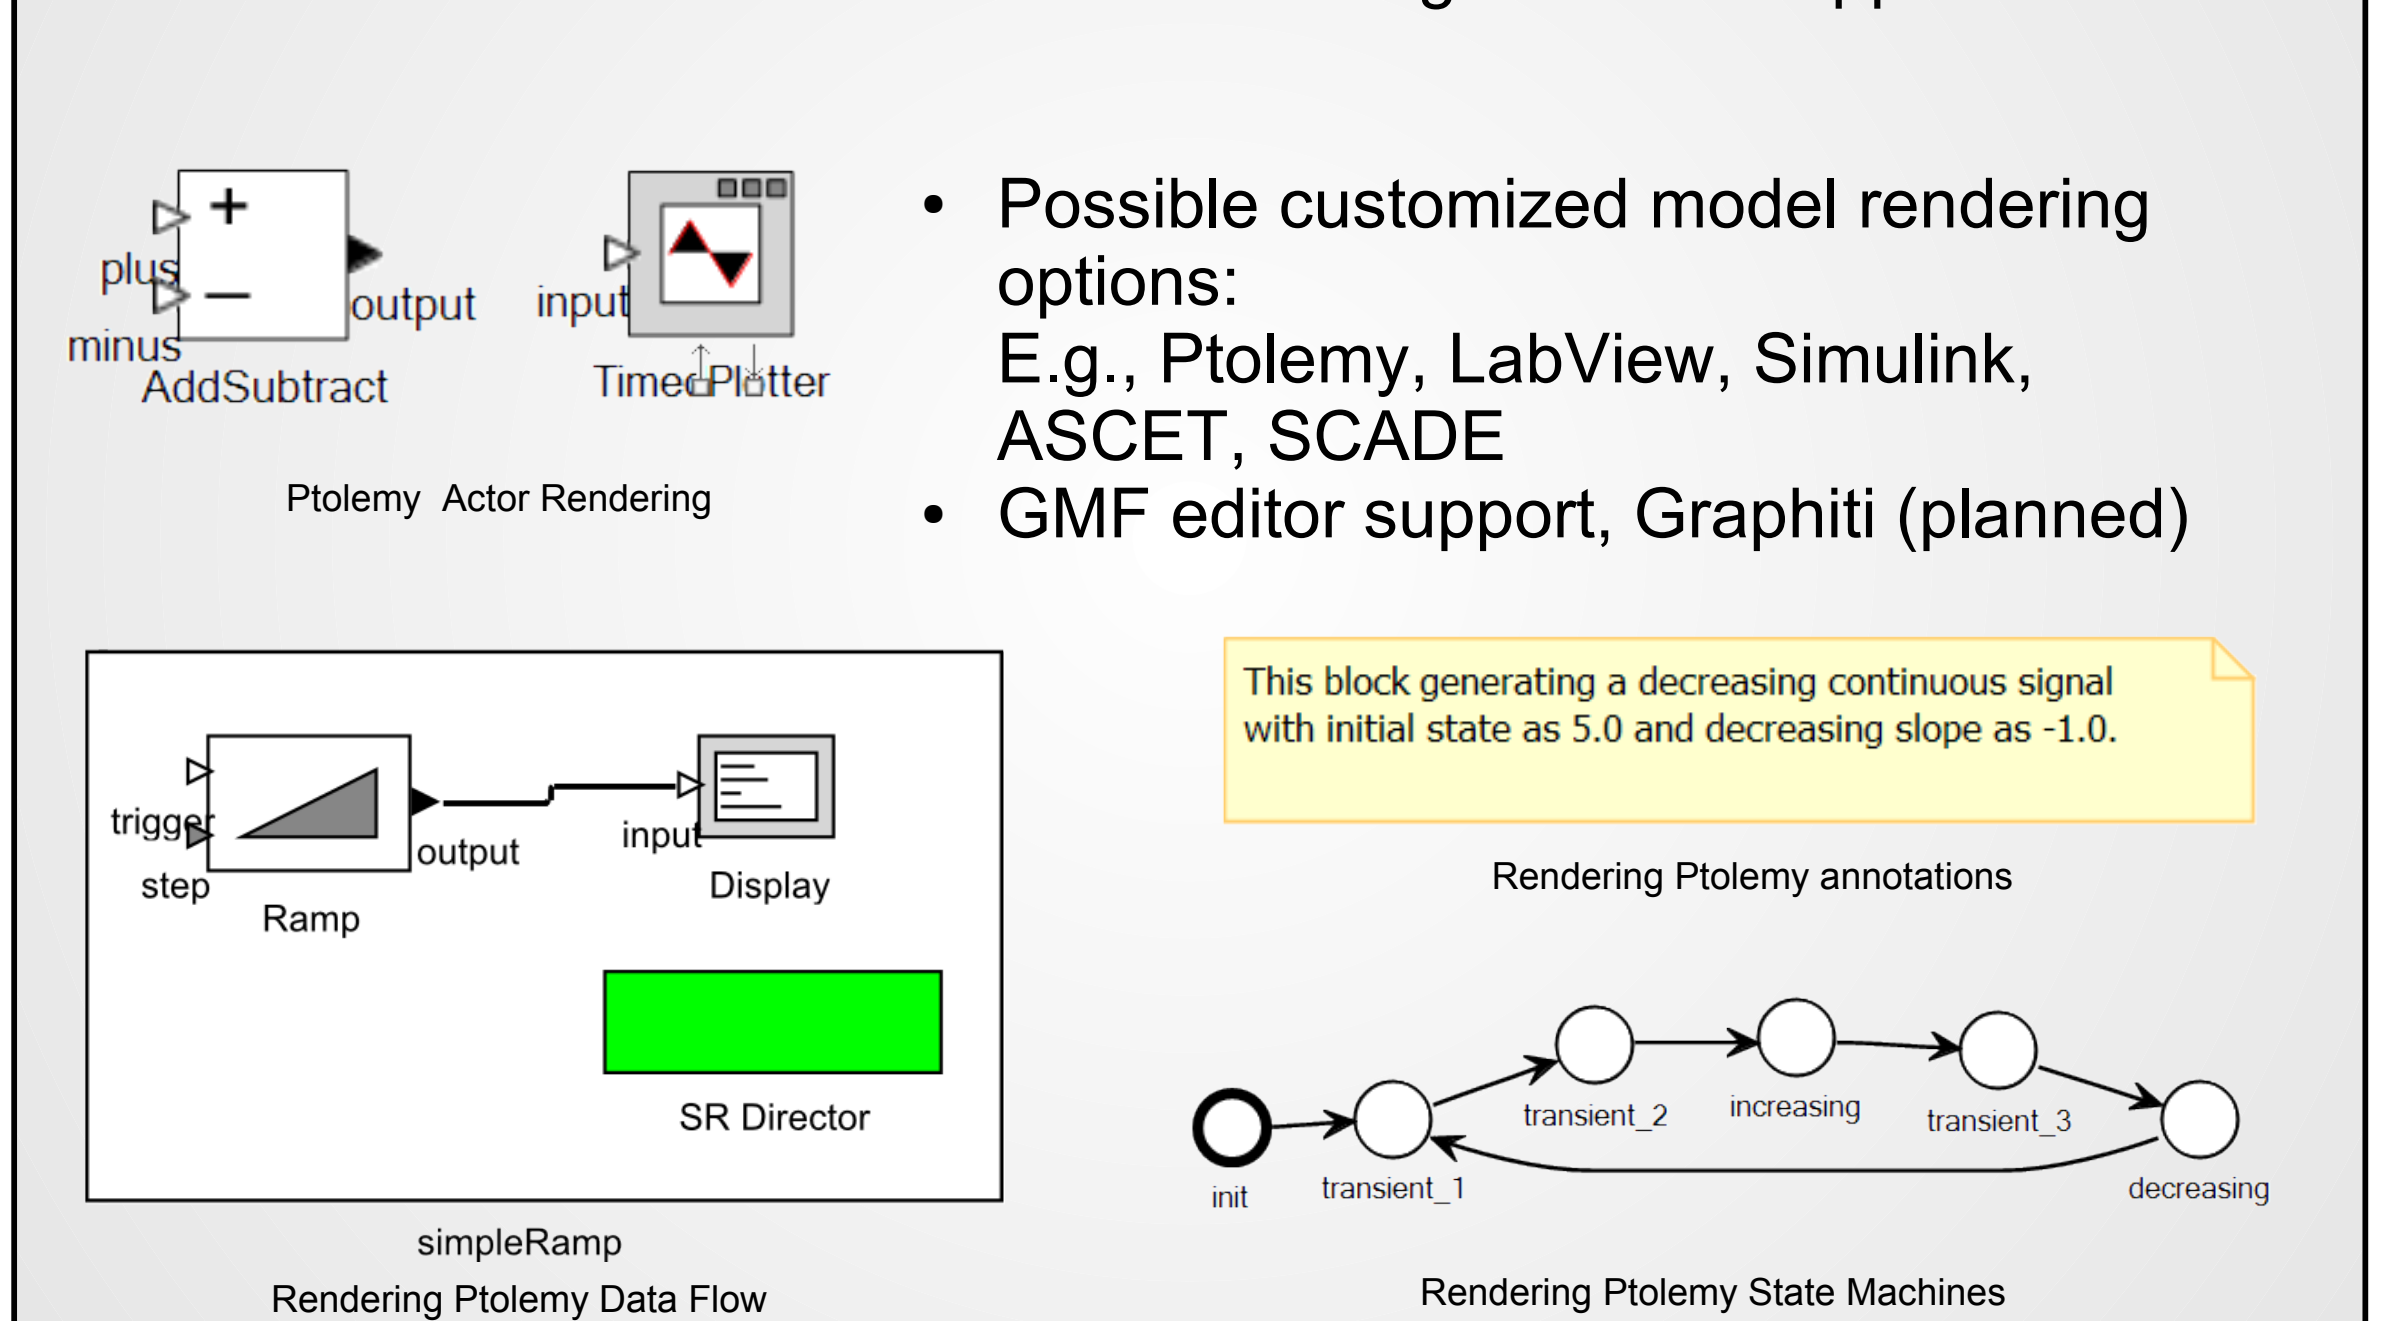 plus
minus
output
AddSubtract
input
TimedPlotter
Ptolemy Actor Rendering
• Possible customized model rendering
options:
E.g., Ptolemy, LabView, Simulink,
ASCET, SCADE
• GMF editor support, Graphiti (planned)
trigger
step
output
Ramp
input
Display
SR Director
simpleRamp
Rendering Ptolemy Data Flow
This block generating a decreasing continuous signal
with initial state as 5.0 and decreasing slope as -1.0.
Rendering Ptolemy annotations
init
transient_1
transient_2
increasing
transient_3
decreasing
Rendering Ptolemy State Machines